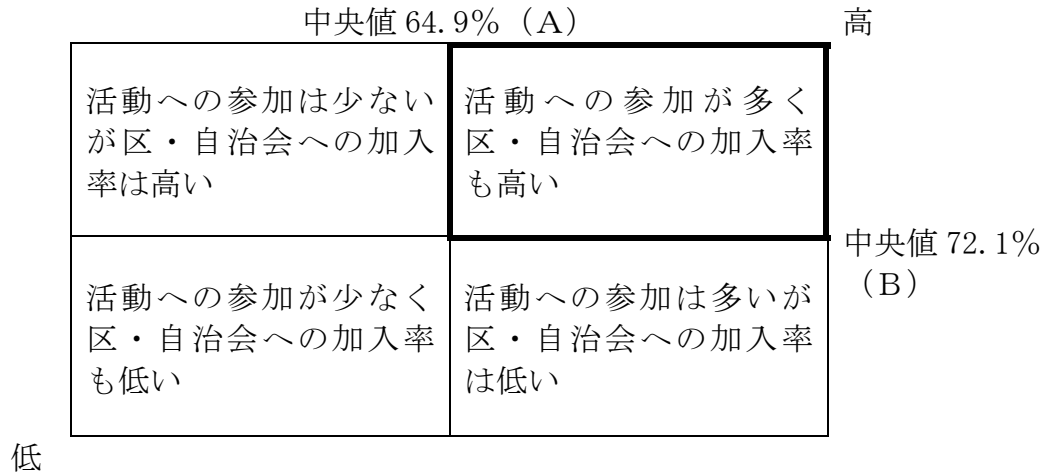 中央値 64.9％（Ａ）
高
活動への参加は少ない
が区・自治会への加入
率は高い
活動への参加が多く
区・自治会への加入率
も高い
中央値 72.1％
（Ｂ）
活動への参加が少なく
区・自治会への加入率
も低い
活動への参加は多いが
区・自治会への加入率
は低い
低